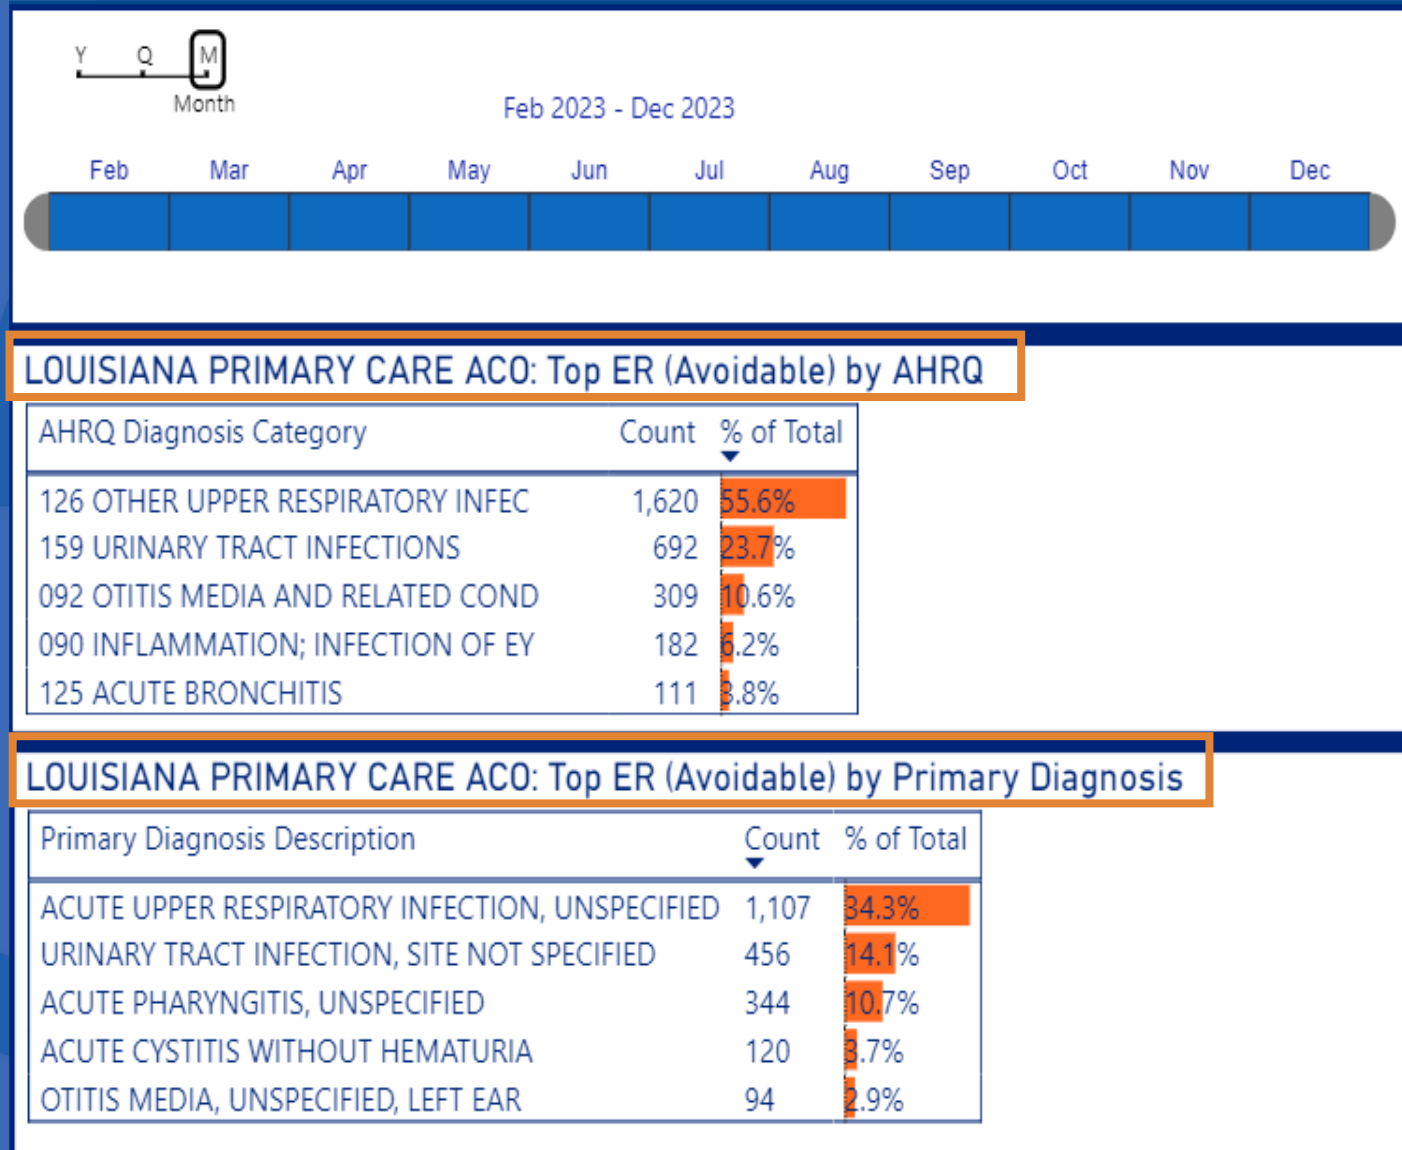 Y Q M
Month
Feb 2023 - Dec 2023
Feb Mar Apr May Jun Jul Aug Sep Oct Nov Dec
LOUISIANA PRIMARY CARE ACO: Top ER (Avoidable) by AHRQ
AHRQ Diagnosis Category Count % of Total
126 OTHER UPPER RESPIRATORY INFEC 1,620 55.6%
159 URINARY TRACT INFECTIONS 692 23.7%
092 OTITIS MEDIA AND RELATED COND 309 10.6%
090 INFLAMMATION; INFECTION OF EY 182 6.2%
125 ACUTE BRONCHITIS 111 3.8%
LOUISIANA PRIMARY CARE ACO: Top ER (Avoidable) by Primary Diagnosis
Primary Diagnosis Description Count % of Total
ACUTE UPPER RESPIRATORY INFECTION, UNSPECIFIED 1,107 34.3%
URINARY TRACT INFECTION, SITE NOT SPECIFIED 456 14.1%
ACUTE PHARYNGITIS, UNSPECIFIED 344 10.7%
ACUTE CYSTITIS WITHOUT HEMATURIA 120 3.7%
OTITIS MEDIA, UNSPECIFIED, LEFT EAR 94 2.9%